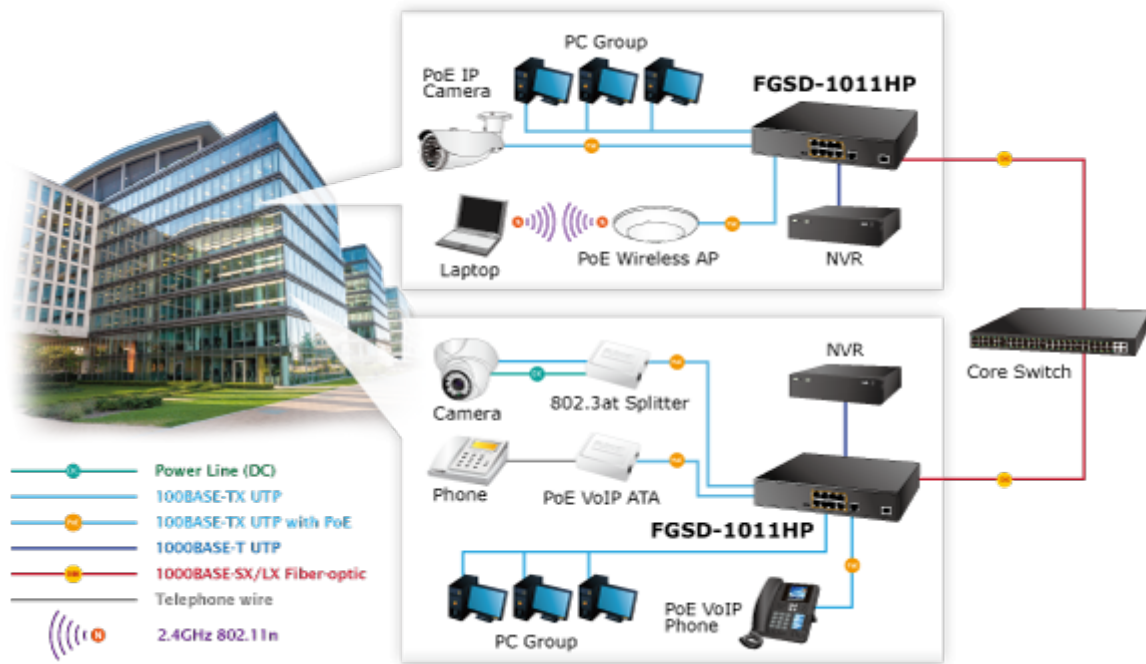 PC Group
PoE IP
Camera
FGSD-1011HP
Laptop
PoE Wireless AP
NVR
Core Switch
Camera
802.3at Splitter
NVR
Phone
PoE VoIP ATA
FGSD-1011HP
PC Group
PoE VoIP
Phone
DC
Power Line (DC)
100BASE-TX UTP
PoE
100BASE-TX UTP with PoE
1000BASE-T UTP
1000BASE-SX/LX Fiber-optic
Telephone wire
N
2.4GHz 802.11n